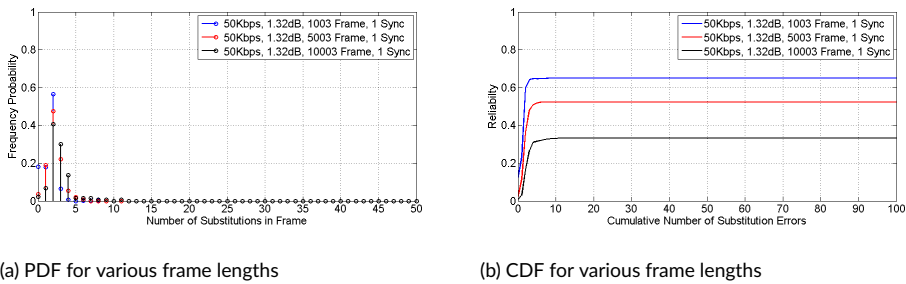 50Kbps, 1.32dB, 1003 Frame, 1 Sync
50Kbps, 1.32dB, 5003 Frame, 1 Sync
50Kbps, 1.32dB, 10003 Frame, 1 Sync
Frequency Probability
1
0.8
0.6
0.4
0.2
0
0 5 10 15 20 25 30 35 40 45 50
Number of Substitutions in Frame
(a) PDF for various frame lengths
50Kbps, 1.32dB, 1003 Frame, 1 Sync
50Kbps, 1.32dB, 5003 Frame, 1 Sync
50Kbps, 1.32dB, 10003 Frame, 1 Sync
Reliabilty
1
0.8
0.6
0.4
0.2
0
0 10 20 30 40 50 60 70 80 90 100
Cumulative Number of Substitution Errors
(b) CDF for various frame lengths